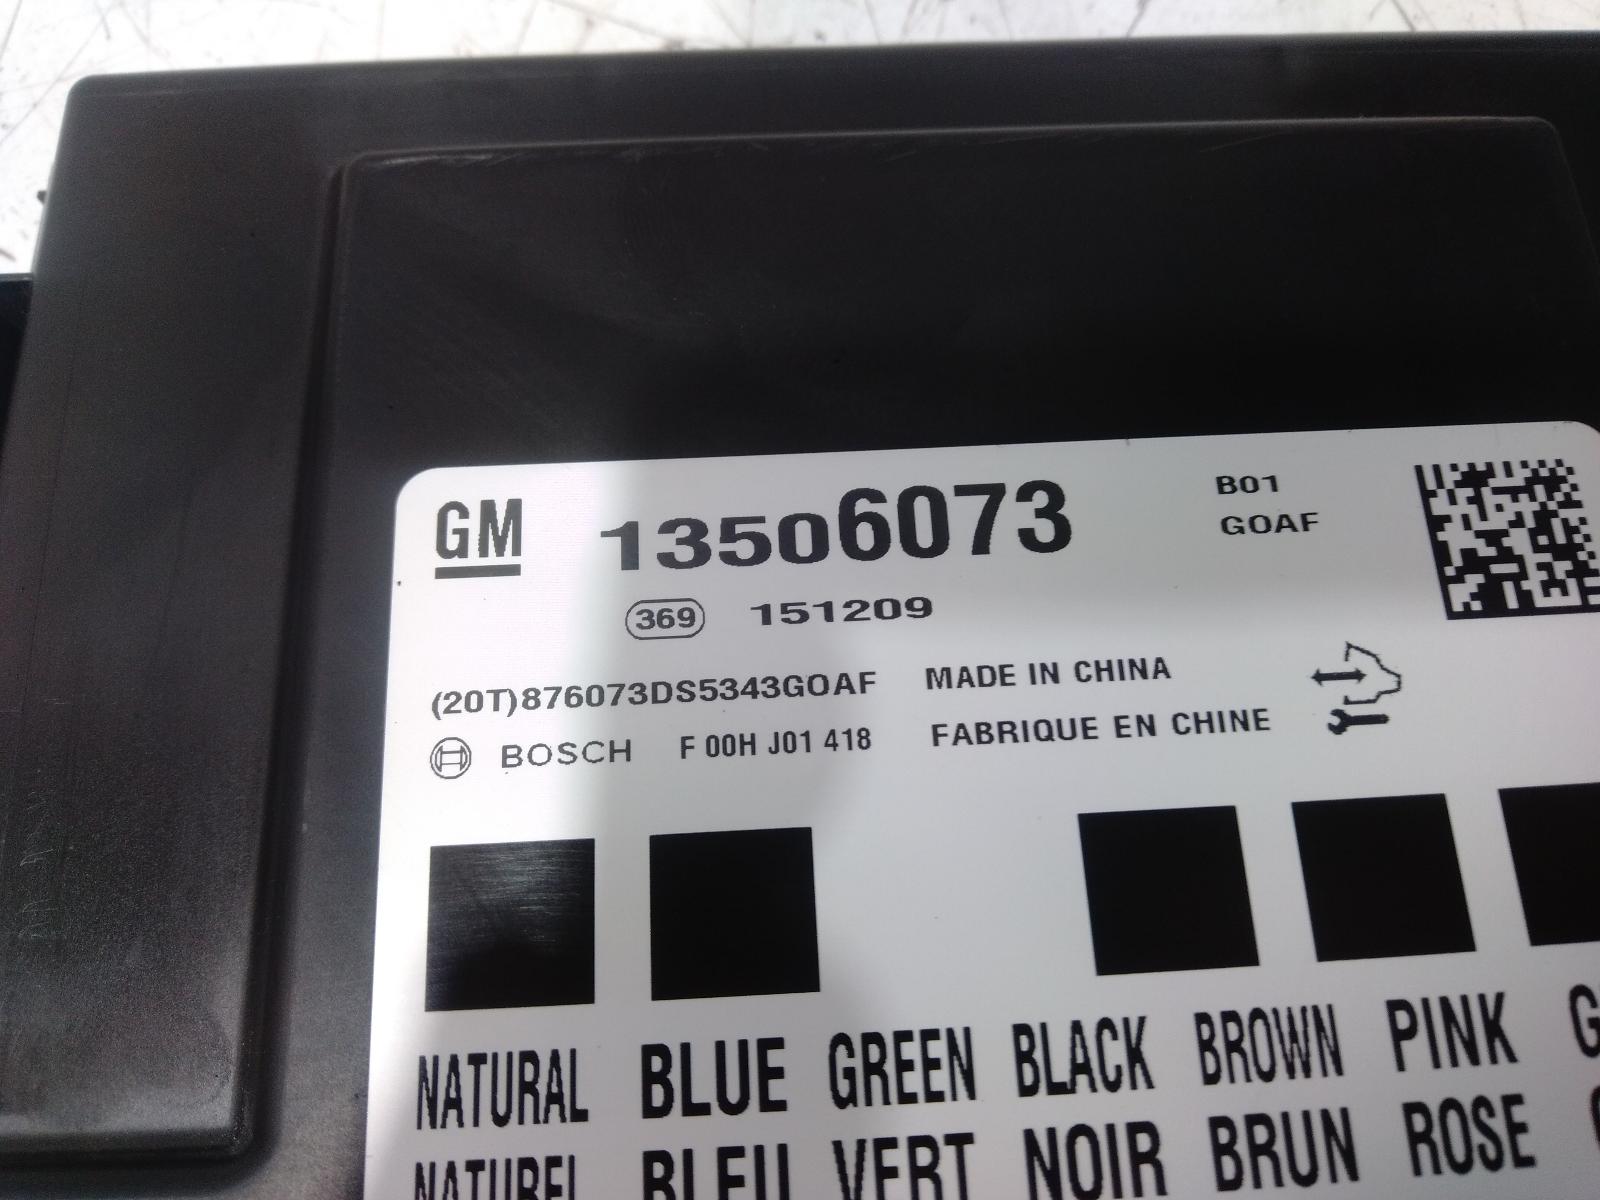 GM 13506073 B01
GOAF
369 151209
(20T)876073DS5343GOAF MADE IN CHINA
BOSCH F 00H J01 418 FABRIQUE EN CHINE
NATURAL BLUE GREEN BLACK BROWN PINK
NATUREL BLEU VERT NOIR BRUN ROSE